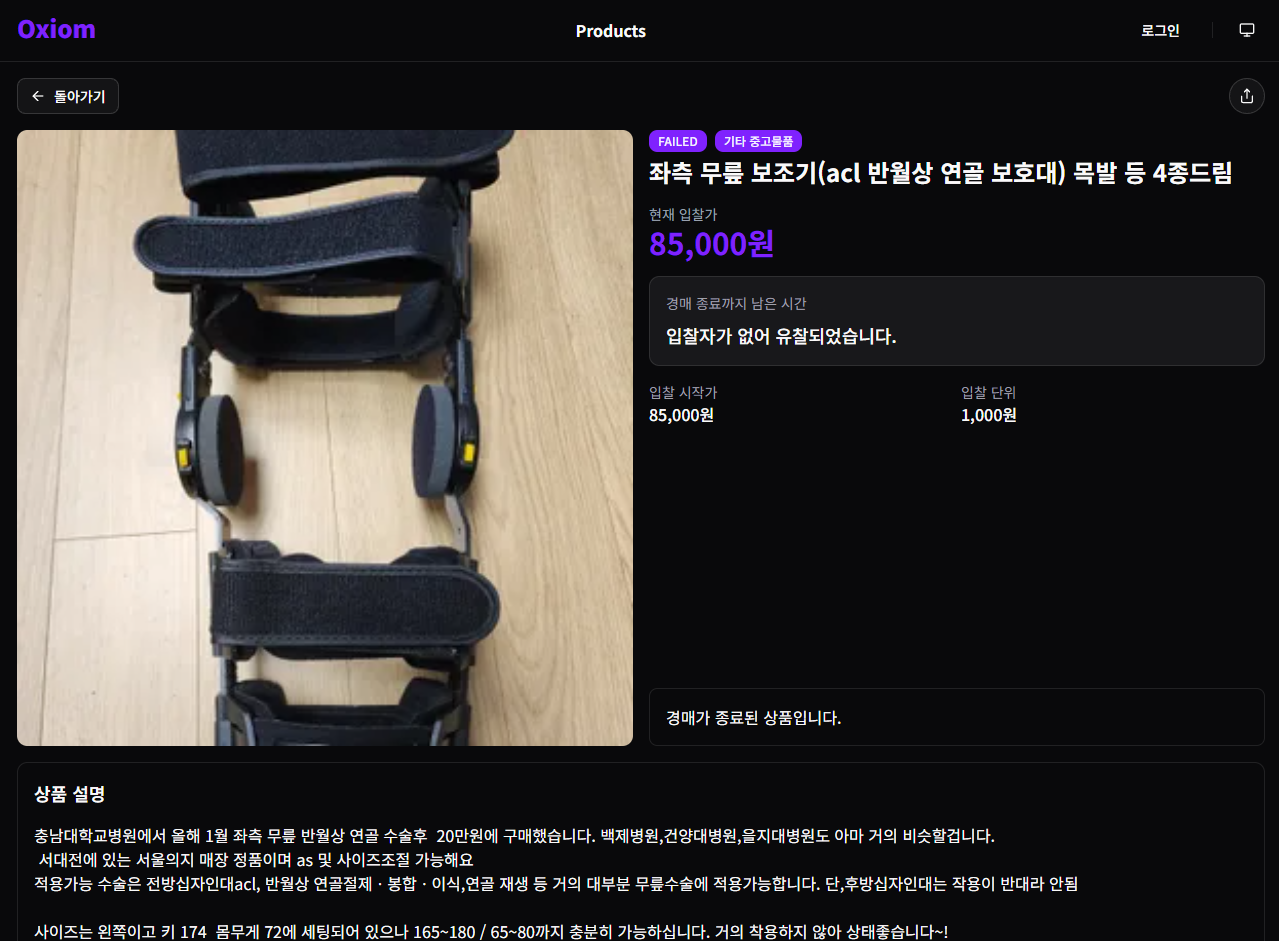 Oxiom
Products
로그인
돌아가기
FAILED
기타 중고물품
좌측 무릎 보조기(acl 반월상 연골 보호대) 목발 등 4종드림
현재 입찰가
85,000원
경매 종료까지 남은 시간
입찰자가 없어 유찰되었습니다.
입찰 시작가
85,000원
입찰 단위
1,000원
경매가 종료된 상품입니다.
상품 설명
충남대학교병원에서 올해 1월 좌측 무릎 반월상 연골 수술후  20만원에 구매했습니다. 백제병원,건양대병원,을지대병원도 아마 거의 비슷할겁니다.
서대전에 있는 서울의지 매장 정품이며 as 및 사이즈조절 가능해요
적용가능 수술은 전방십자인대acl, 반월상 연골절제 · 봉합 · 이식,연골 재생 등 거의 대부분 무릎수술에 적용가능합니다. 단,후방십자인대는 작용이 반대라 안됨
사이즈는 왼쪽이고 키 174  몸무게 72에 세팅되어 있으나 165~180 / 65~80까지 충분히 가능하십니다. 거의 착용하지 않아 상태좋습니다~!